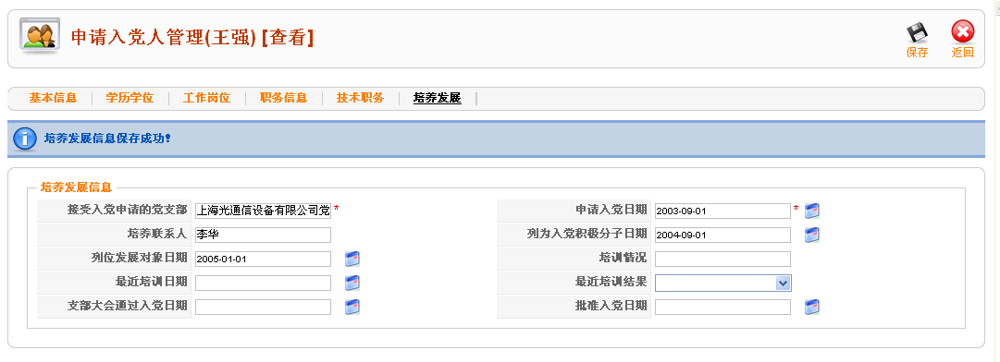 申请入党人管理(王强) [查看]
保存 返回
基本信息 学历学位 工作岗位 职务信息 技术职务 培养发展
培养发展信息保存成功!
培养发展信息
接受入党申请的党支部 上海光通信设备有限公司党 * 申请入党日期 2003-09-01 *
培养联系人 李华 列为入党积极分子日期 2004-09-01
列位发展对象日期 2005-01-01 培训情况
最近培训日期 最近培训结果
支部大会通过入党日期 批准入党日期